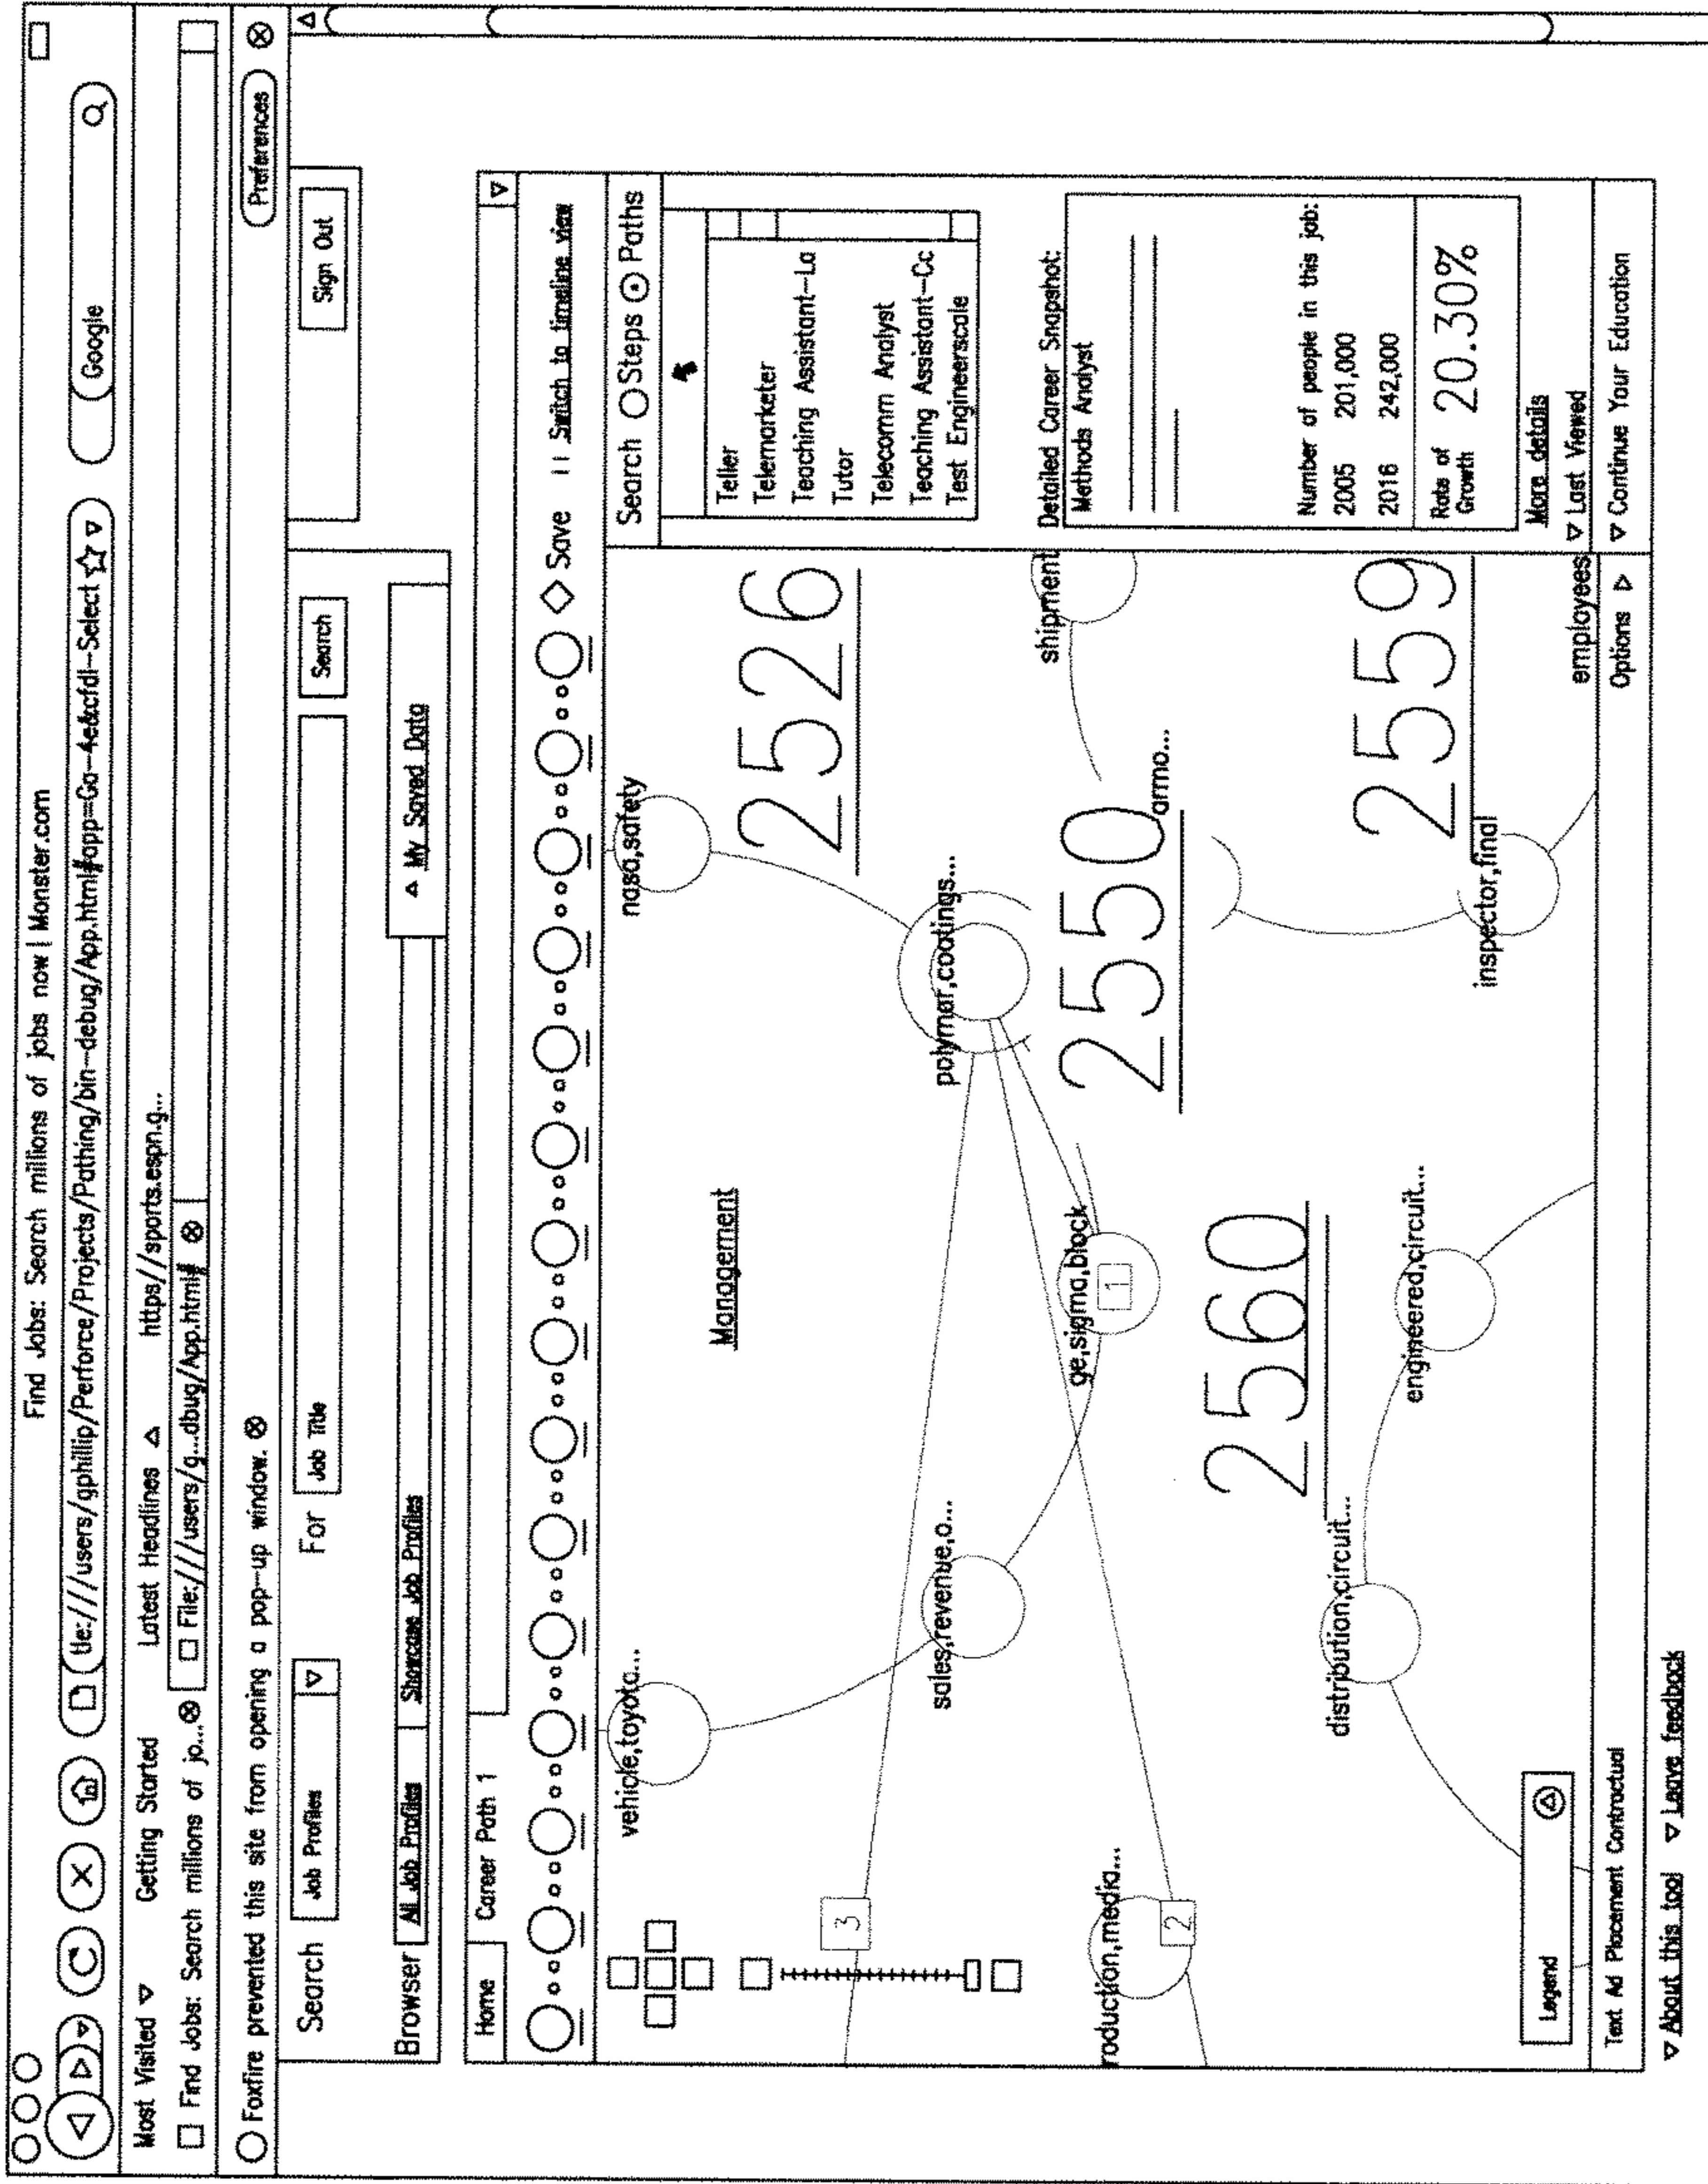 Find Jobs: Search millions of jobs now | Monster.com
tle:///users/gphillip/Perforce/Projects/Pathing/bin-debug/App.html#app=Go-4e&cfdl-Select
Google
Most Visited
Getting Started
Latest Headlines
https//sports.espn.g...
Find Jobs: Search millions of jo...
File:///users/g...dbug/App.html#
Foxfire prevented this site from opening a pop-up window.
Preferences
Search
Job Profiles
For
Job Title
Search
Sign Out
Browser
All Job Profiles
Showcase Job Profiles
My Saved Data
Home
Career Path 1
Save
||
Switch to timeline view
Search Steps Paths
Teller
Telemarketer
Teaching Assistant-La
Tutor
Telecomm Analyst
Teaching Assistant-Cc
Test Engineerscale
Detailed Career Snapshot:
Methods Analyst
Number of people in this job:
2005 201,000
2016 242,000
Rate of
Growth
20.30%
More details
Last Viewed
Continue Your Education
vehicle,toyota...
nasa,safety
Management
2526
3
sales,revenue,o...
polymar,coatings...
ge,sigma,block
1
shipment
roduction,media...
2
2550
amo...
2560
distribution,circuit...
engineered,circuit...
2559
inspector,final
employees
Legend
Text Ad Placement Contractual
Options
About this tool
Leave feedback